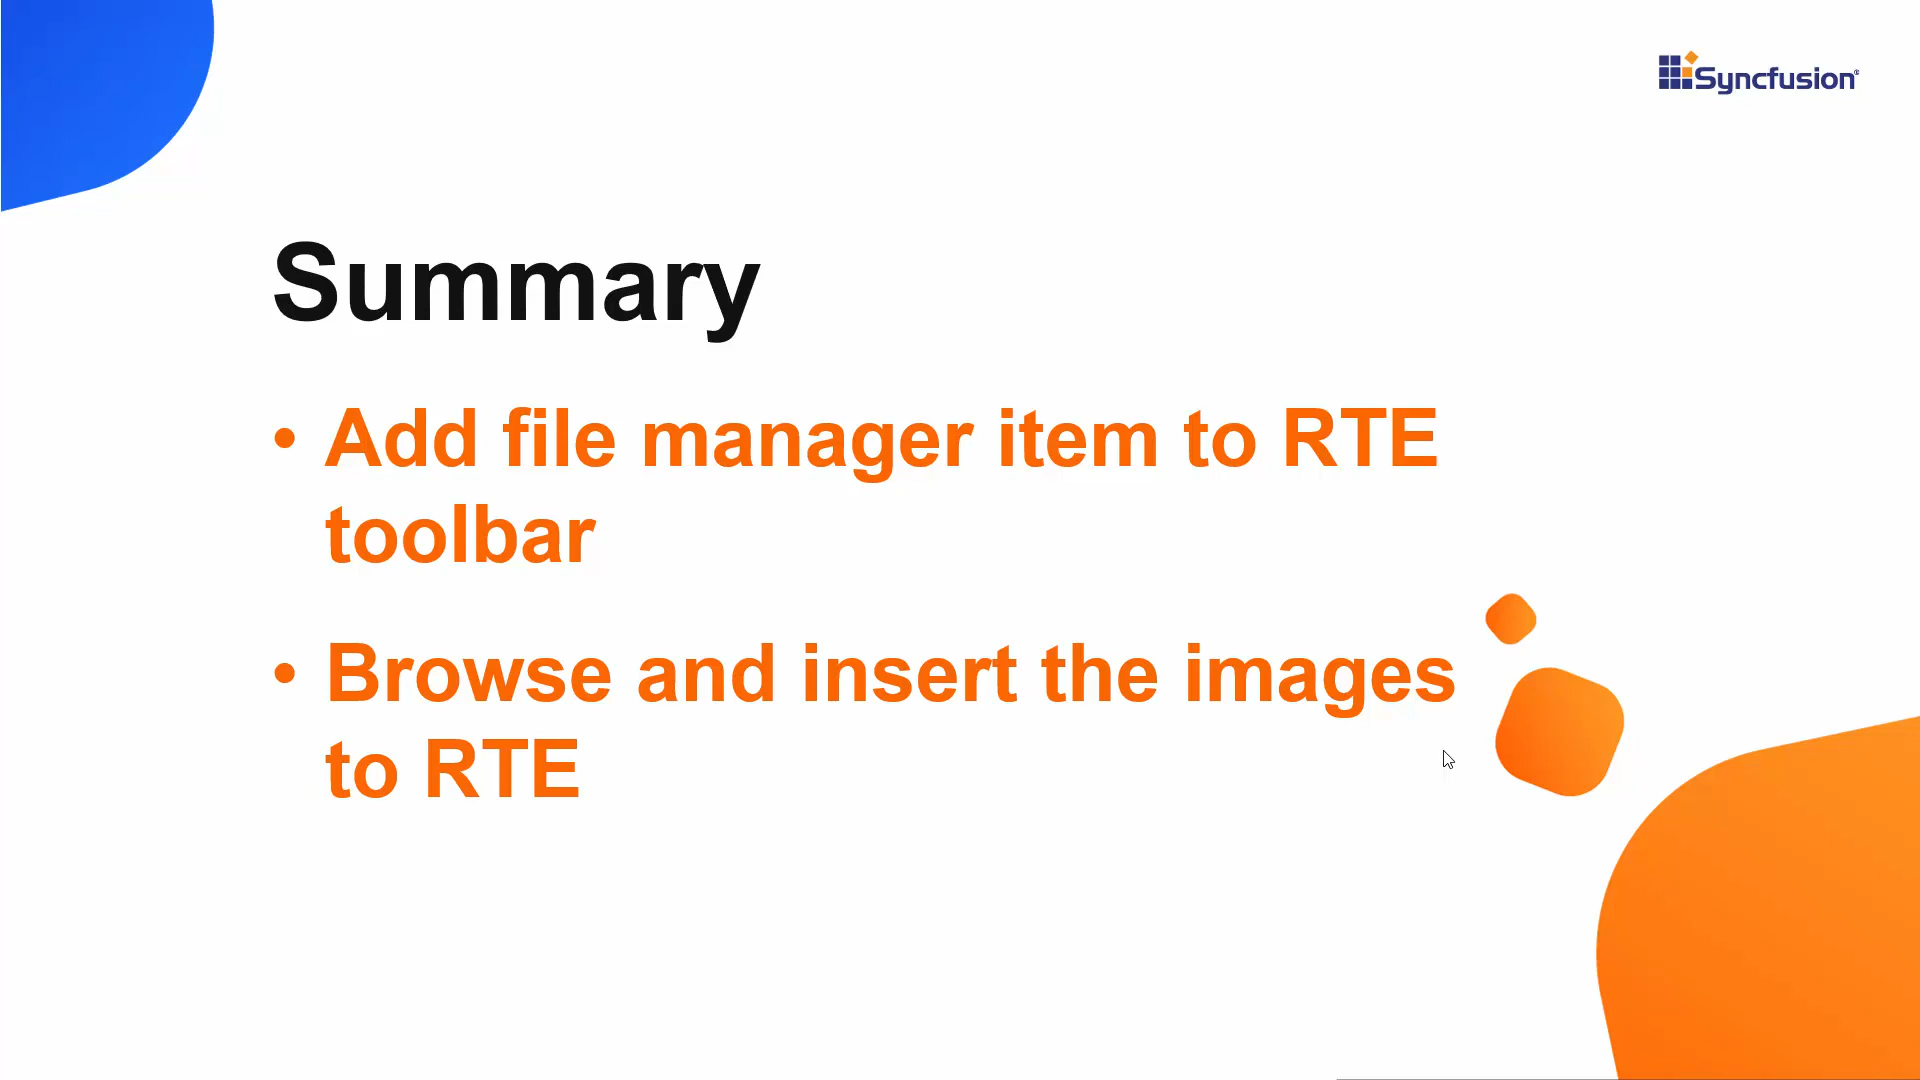 Syncfusion
Summary
• Add file manager item to RTE
toolbar
• Browse and insert the images
to RTE